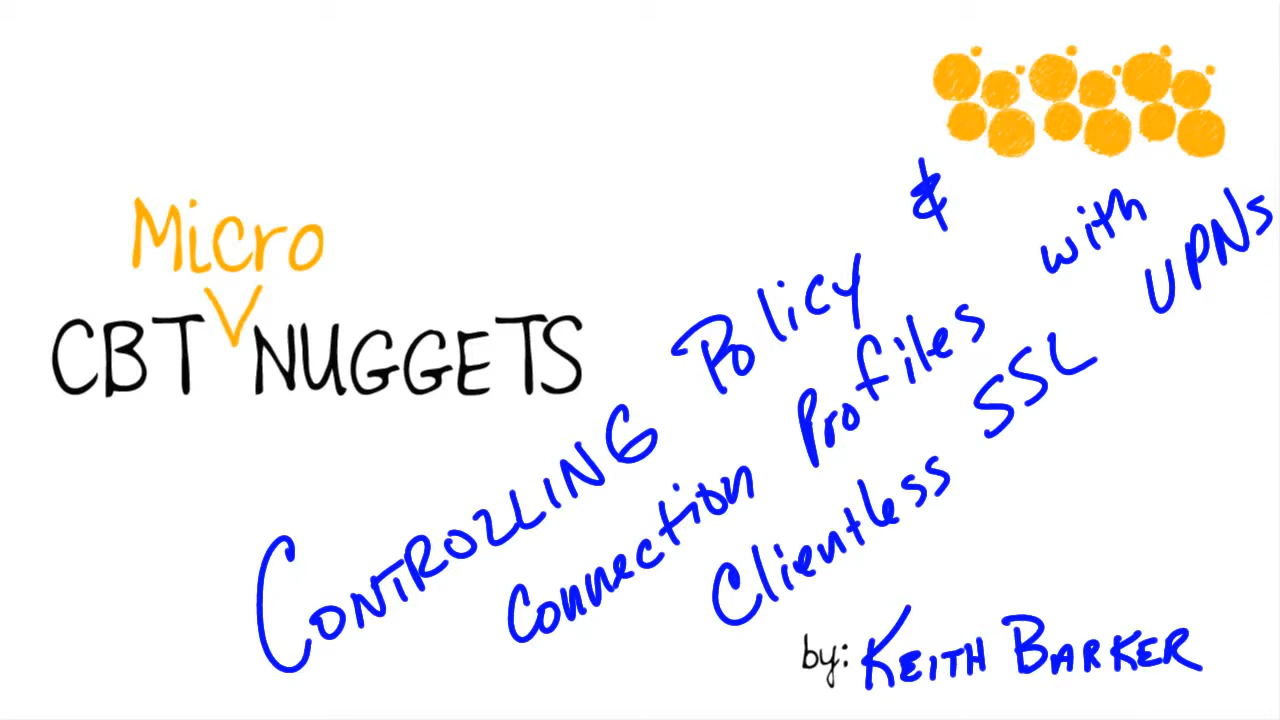 Micro
CBT NUGGETS
CONTROLLING Policy &
Connection Profiles with
Clientless SSL VPNs
by: KEITH BARKER